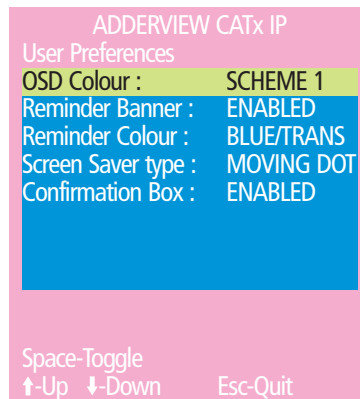 ADDERVIEW CATx IP
User Preferences
OSD Colour : SCHEME 1
Reminder Banner : ENABLED
Reminder Colour : BLUE/TRANS
Screen Saver type : MOVING DOT
Confirmation Box : ENABLED
Space-Toggle
⬆-Up ⬇-Down Esc-Quit